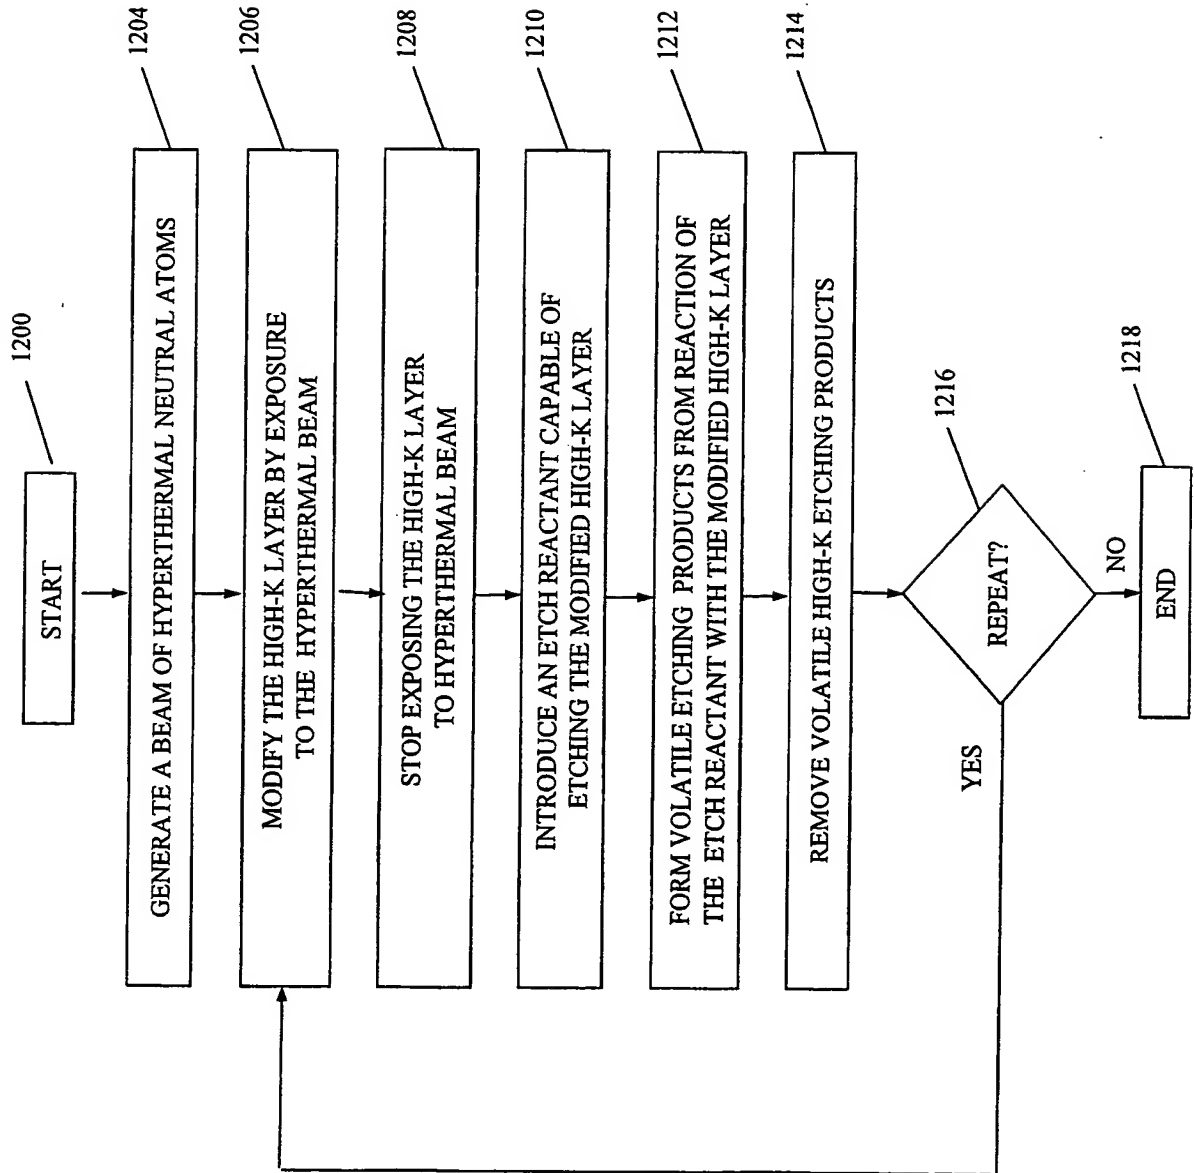 1200
START
1204
GENERATE A BEAM OF HYPERTHERMAL NEUTRAL ATOMS
1206
MODIFY THE HIGH-K LAYER BY EXPOSURE
TO THE HYPERTHERMAL BEAM
1208
STOP EXPOSING THE HIGH-K LAYER
TO HYPERTHERMAL BEAM
1210
INTRODUCE AN ETCH REACTANT CAPABLE OF
ETCHING THE MODIFIED HIGH-K LAYER
1212
FORM VOLATILE ETCHING PRODUCTS FROM REACTION OF
THE ETCH REACTANT WITH THE MODIFIED HIGH-K LAYER
1214
REMOVE VOLATILE HIGH-K ETCHING PRODUCTS
1216
REPEAT?
YES
NO
1218
END